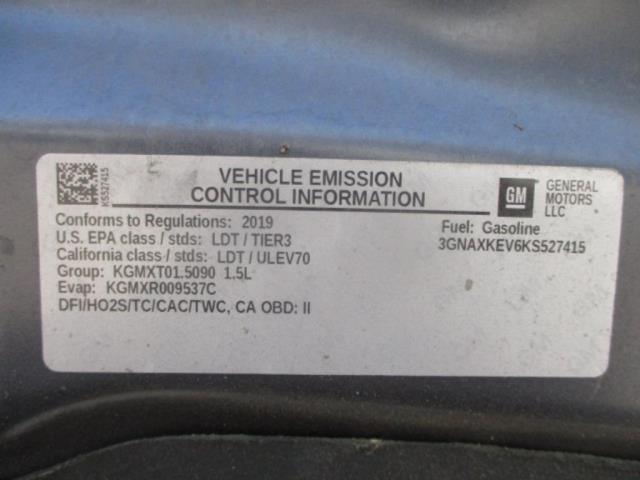 KS527415
VEHICLE EMISSION
CONTROL INFORMATION
GM
GENERAL
MOTORS
LLC
Conforms to Regulations: 2019
Fuel: Gasoline
U.S. EPA class / stds: LDT / TIER3
3GNAXKEV6KS527415
California class / stds: LDT / ULEV70
Group: KGMXT01.5090 1.5L
Evap: KGMXR009537C
DFI/HO2S/TC/CAC/TWC, CA OBD: II